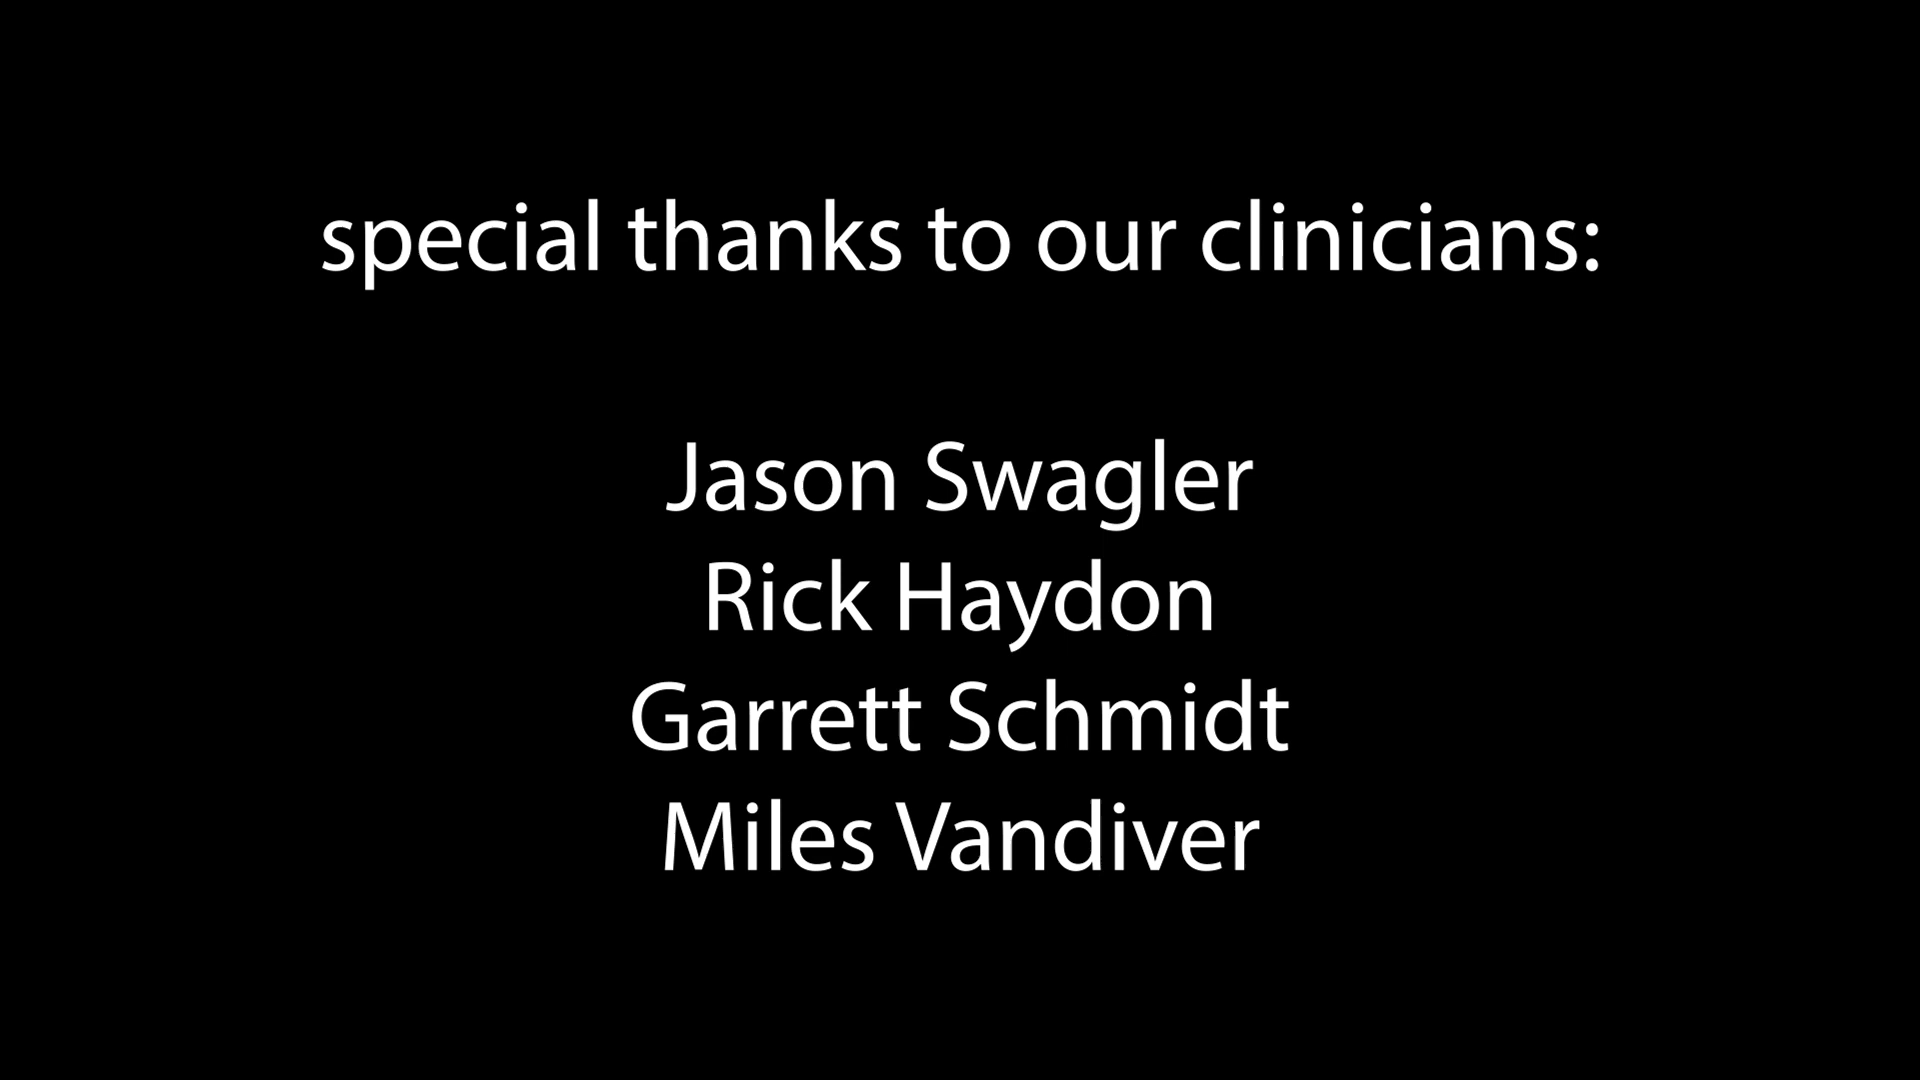 special thanks to our clinicians:
Jason Swagler
Rick Haydon
Garrett Schmidt
Miles Vandiver